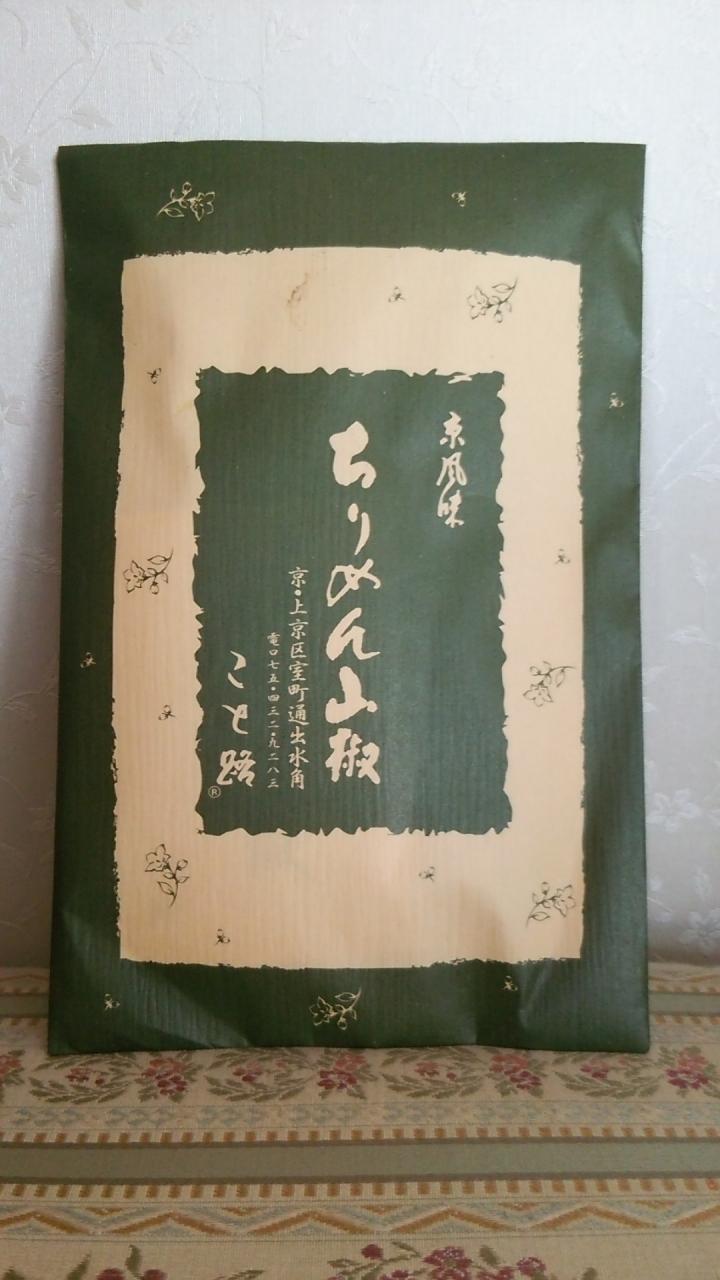 京風味
ちりめん山椒
京・上京区室町通出水角
電口七五・四三二・九二八三
こと路
®